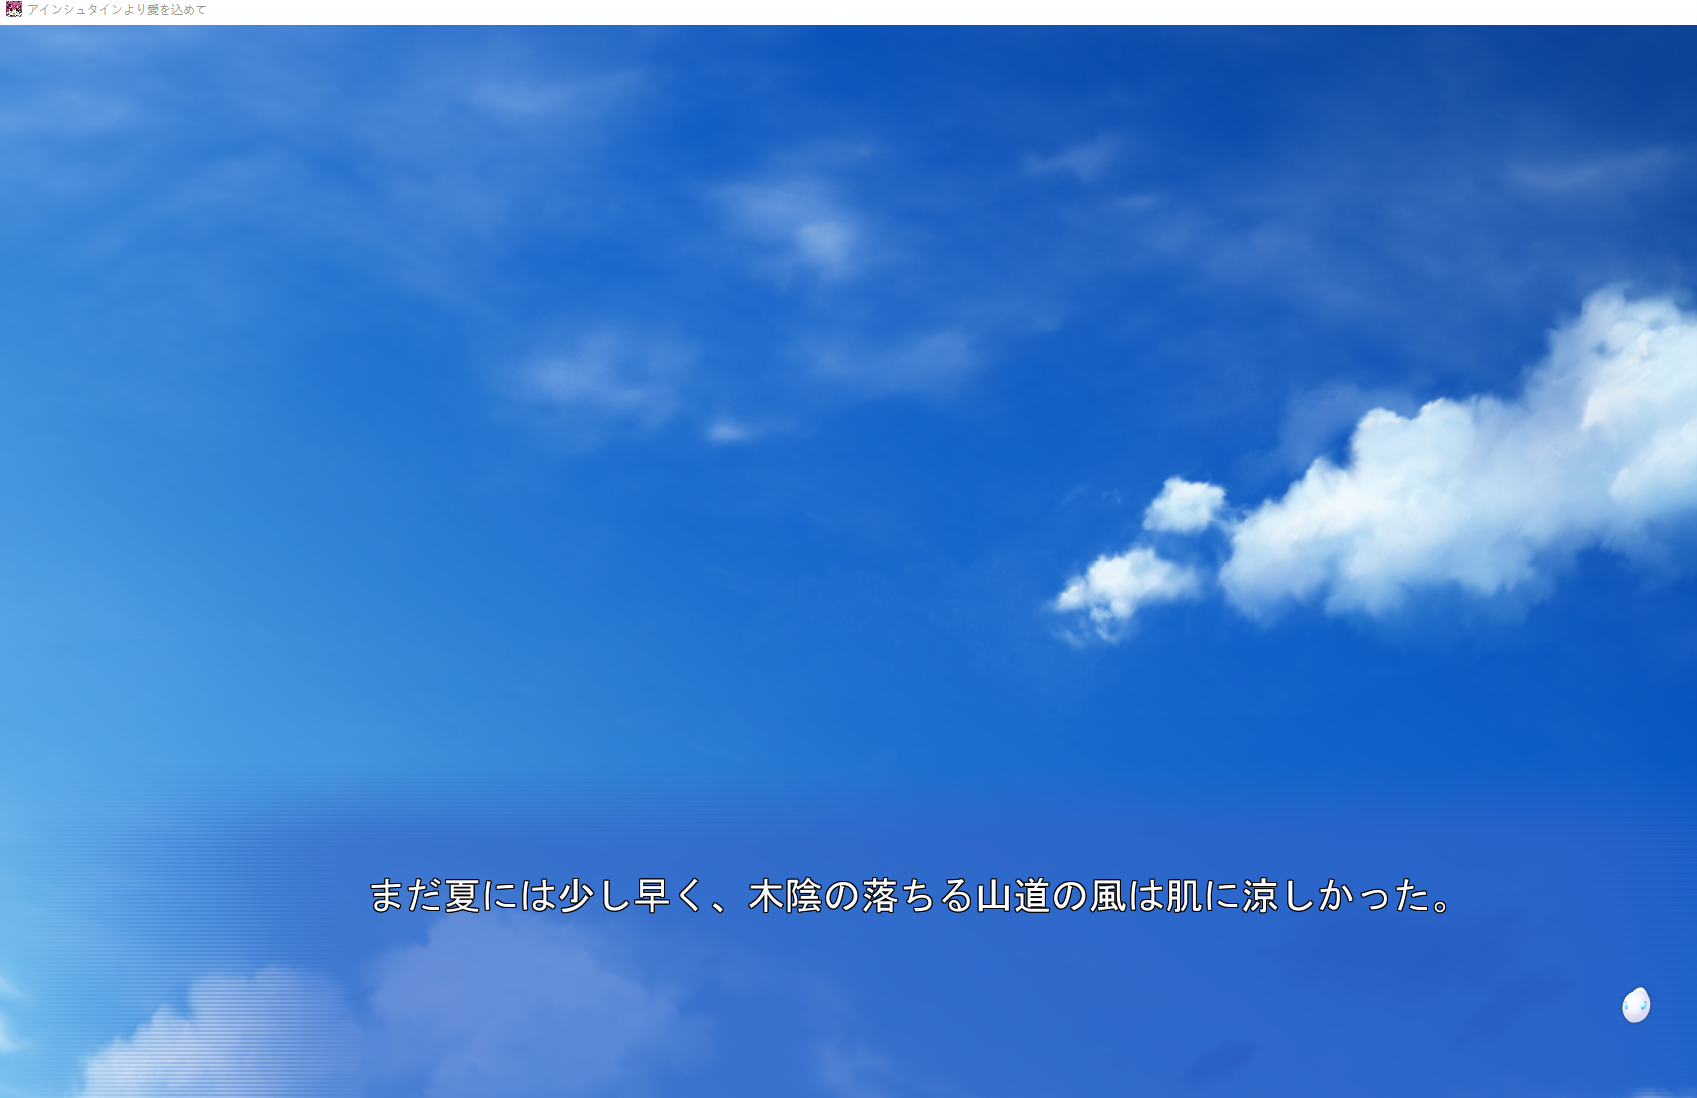 アインシュタインより愛を込めて
まだ夏には少し早く、木陰の落ちる山道の風は肌に涼しかった。